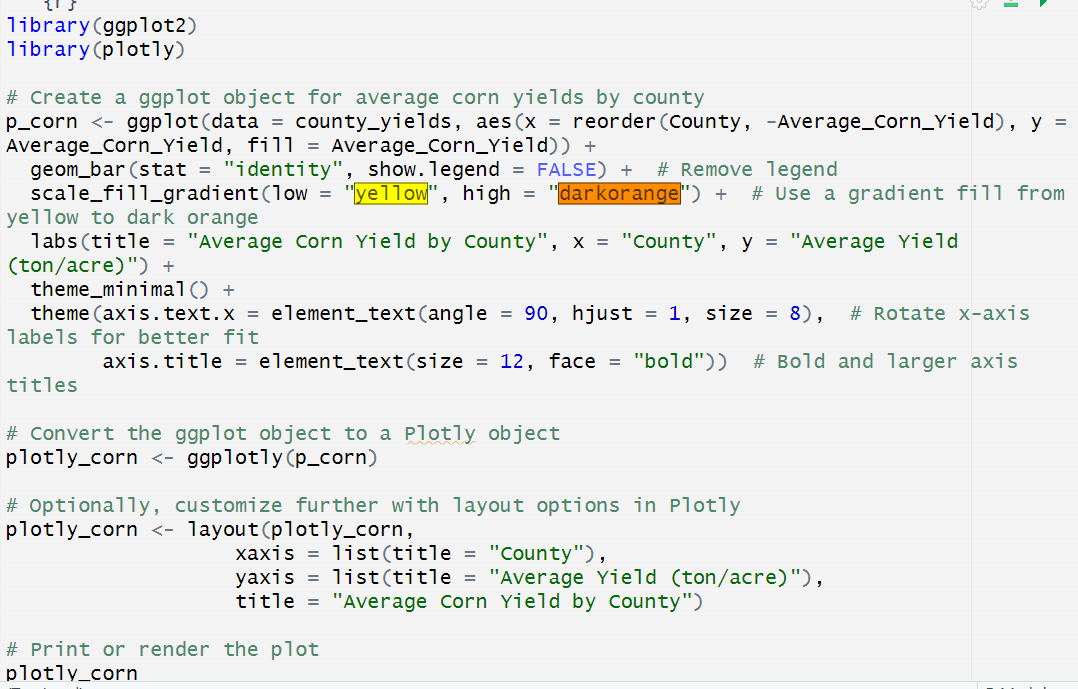 {r}
library(ggplot2)
library(plotly)
# Create a ggplot object for average corn yields by county
p_corn <- ggplot(data = county_yields, aes(x = reorder(County, -Average_Corn_Yield), y =
Average_Corn_Yield, fill = Average_Corn_Yield)) +
  geom_bar(stat = "identity", show.legend = FALSE) +  # Remove legend
  scale_fill_gradient(low = "yellow", high = "darkorange") +  # Use a gradient fill from
yellow to dark orange
  labs(title = "Average Corn Yield by County", x = "County", y = "Average Yield
(ton/acre)") +
  theme_minimal() +
  theme(axis.text.x = element_text(angle = 90, hjust = 1, size = 8),  # Rotate x-axis
labels for better fit
        axis.title = element_text(size = 12, face = "bold"))  # Bold and larger axis
titles
# Convert the ggplot object to a Plotly object
plotly_corn <- ggplotly(p_corn)
# Optionally, customize further with layout options in Plotly
plotly_corn <- layout(plotly_corn,
                   xaxis = list(title = "County"),
                   yaxis = list(title = "Average Yield (ton/acre)"),
                   title = "Average Corn Yield by County")
# Print or render the plot
plotly_corn